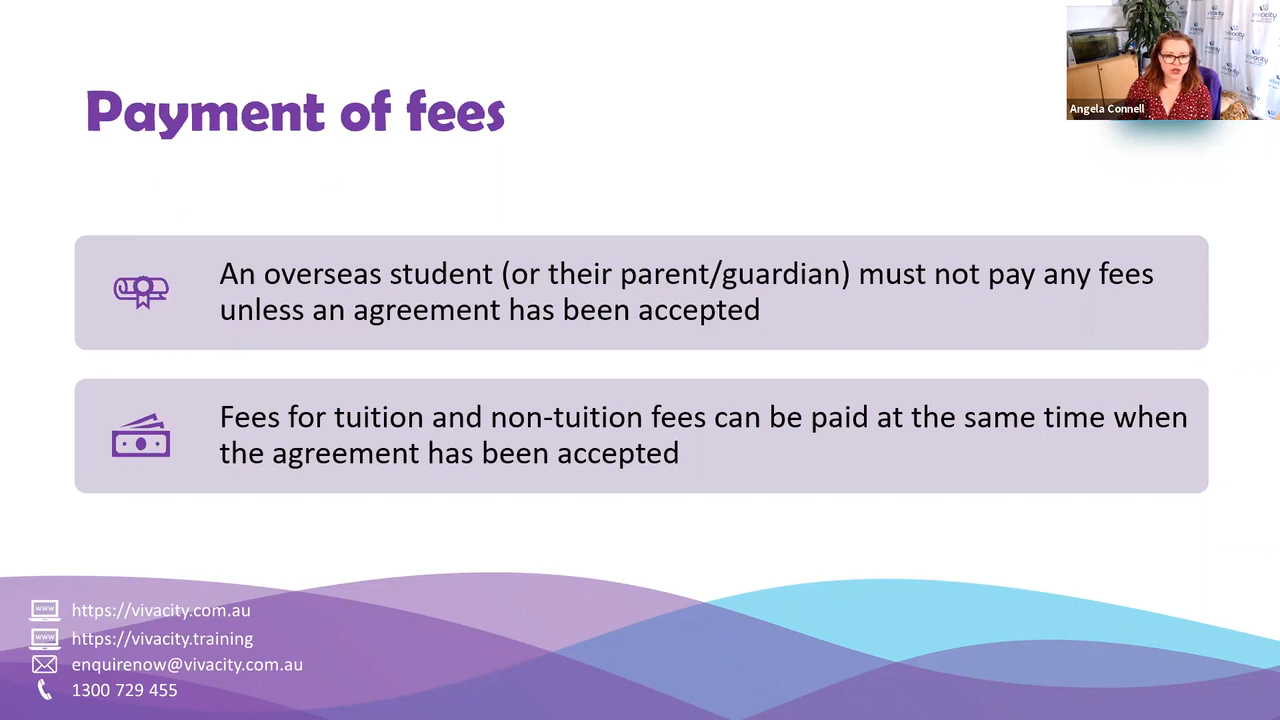 Payment of fees
Angela Connell
An overseas student (or their parent/guardian) must not pay any fees
unless an agreement has been accepted
Fees for tuition and non-tuition fees can be paid at the same time when
the agreement has been accepted
https://vivacity.com.au
https://vivacity.training
enquirenow@vivacity.com.au
1300 729 455